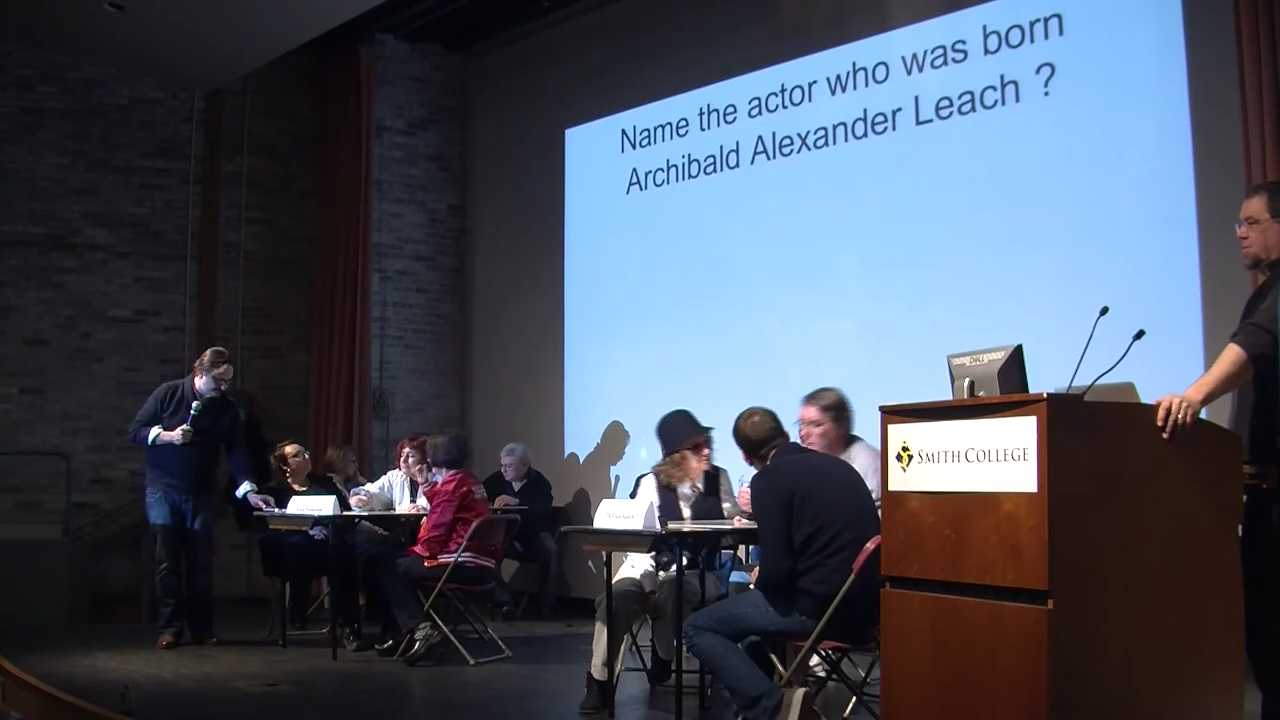 Name the actor who was born
Archibald Alexander Leach ?
SMITH COLLEGE